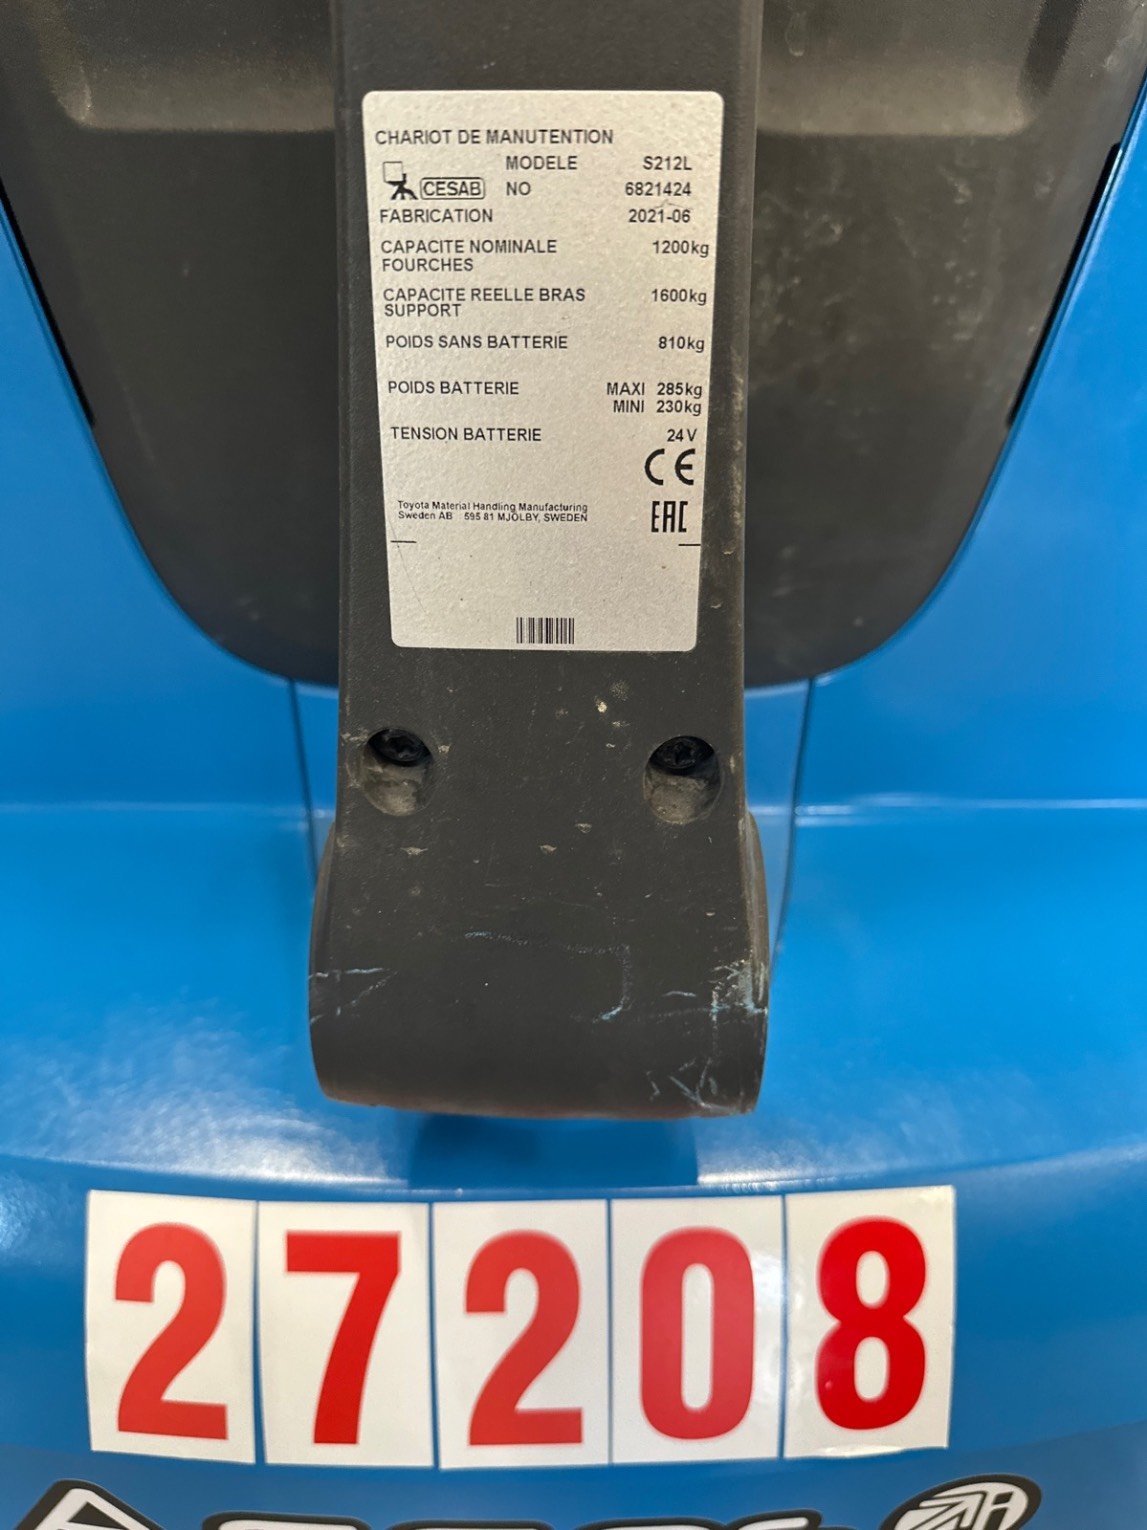 CHARIOT DE MANUTENTION
MODELE S212L
CESAB NO 6821424
FABRICATION 2021-06
CAPACITE NOMINALE 1200kg
FOURCHES
CAPACITE REELLE BRAS 1600kg
SUPPORT
POIDS SANS BATTERIE 810kg
POIDS BATTERIE MAXI 285kg
MINI 230kg
TENSION BATTERIE 24V
CE
Toyota Material Handling Manufacturing
Sweden AB 595 81 MJÖLBY, SWEDEN
EAC
27208